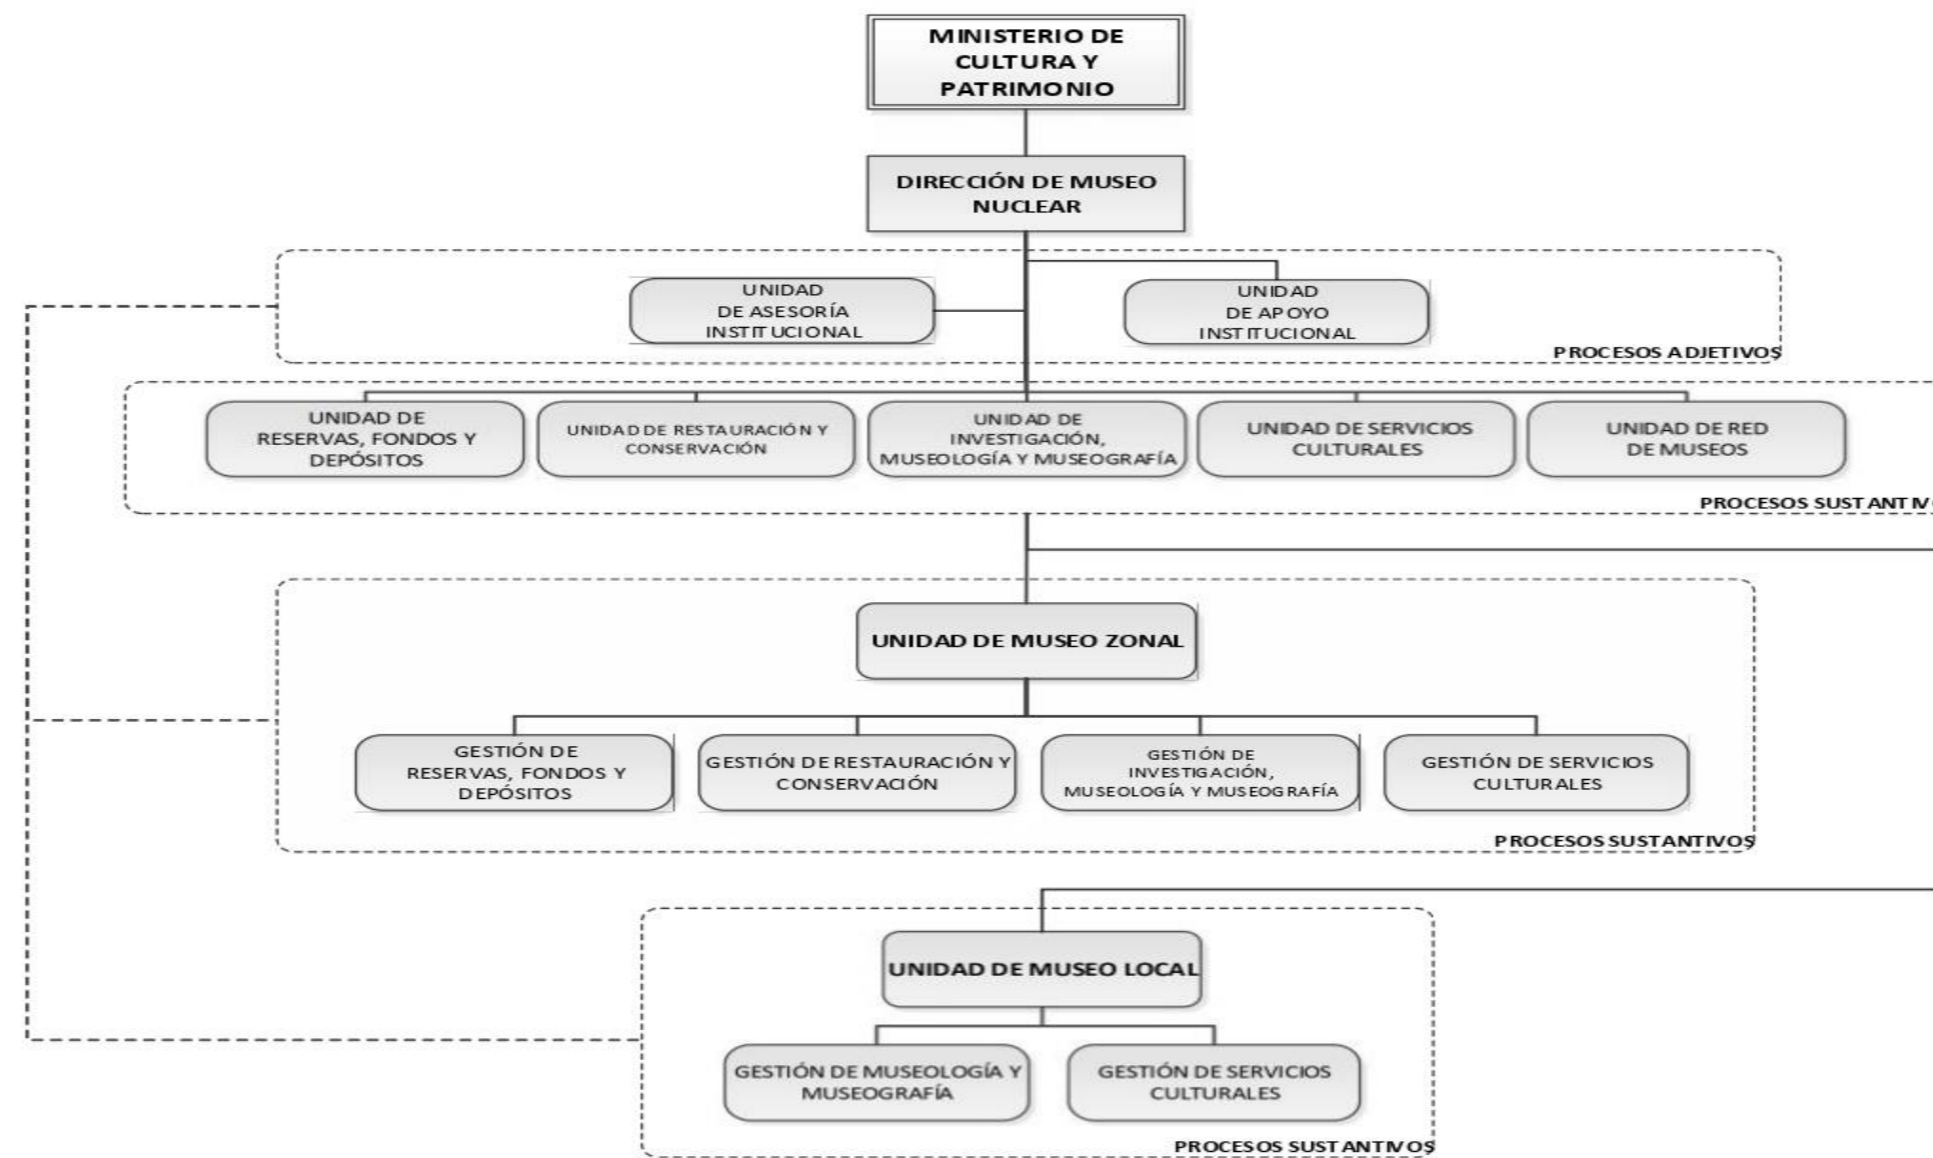 MINISTERIO DE
CULTURA Y
PATRIMONIO
DIRECCIÓN DE MUSEO
NUCLEAR
UNIDAD
DE ASESORÍA
INSTITUCIONAL
UNIDAD
DE APOYO
INSTITUCIONAL
PROCESOS ADJETIVOS
UNIDAD DE
RESERVAS, FONDOS Y
DEPÓSITOS
UNIDAD DE RESTAURACIÓN Y
CONSERVACIÓN
UNIDAD DE
INVESTIGACIÓN,
MUSEOLOGÍA Y MUSEOGRAFÍA
UNIDAD DE SERVICIOS
CULTURALES
UNIDAD DE RED
DE MUSEOS
PROCESOS SUSTANTIV
UNIDAD DE MUSEO ZONAL
GESTIÓN DE
RESERVAS, FONDOS Y
DEPÓSITOS
GESTIÓN DE RESTAURACIÓN Y
CONSERVACIÓN
GESTIÓN DE
INVESTIGACIÓN,
MUSEOLOGÍA Y MUSEOGRAFÍA
GESTIÓN DE SERVICIOS
CULTURALES
PROCESOS SUSTANTIVOS
UNIDAD DE MUSEO LOCAL
GESTIÓN DE MUSEOLOGÍA Y
MUSEOGRAFÍA
GESTIÓN DE SERVICIOS
CULTURALES
PROCESOS SUSTANTIVOS